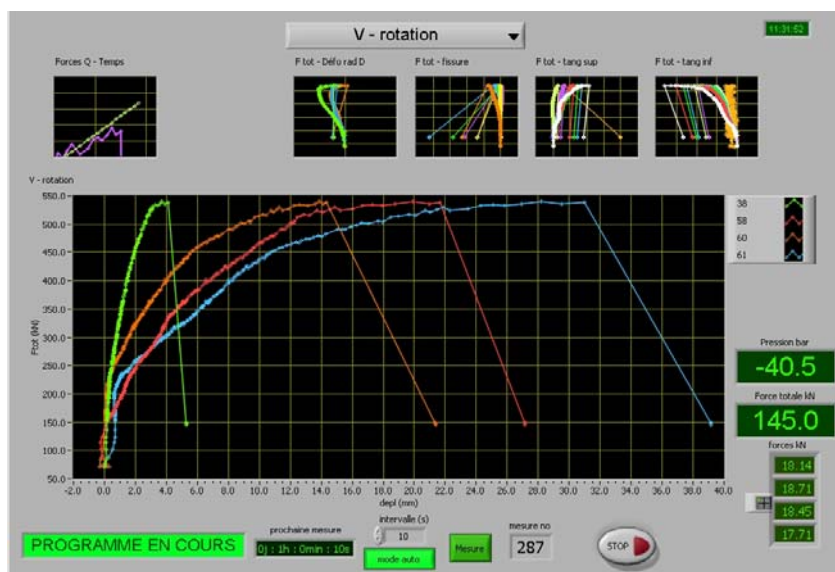 V - rotation
11:31:52
Forces Q - Temps
F tot - Défo rad D
F tot - fissure
F tot - tang sup
F tot - tang inf
V - rotation
550.0
500.0
450.0
400.0
350.0
300.0
250.0
200.0
150.0
100.0
50.0
Ftot (kN)
-2.0 0.0 2.0 4.0 6.0 8.0 10.0 12.0 14.0 16.0 18.0 20.0 22.0 24.0 26.0 28.0 30.0 32.0 34.0 36.0 38.0 40.0
depl (mm)
38
58
60
61
Pression bar
-40.5
Force totale kN
145.0
forces kN
18.14
18.71
18.45
17.71
PROGRAMME EN COURS
prochaine mesure
0j : 1h : 0min : 10s
intervalle (s)
10
mode auto
Mesure
mesure no
287
STOP